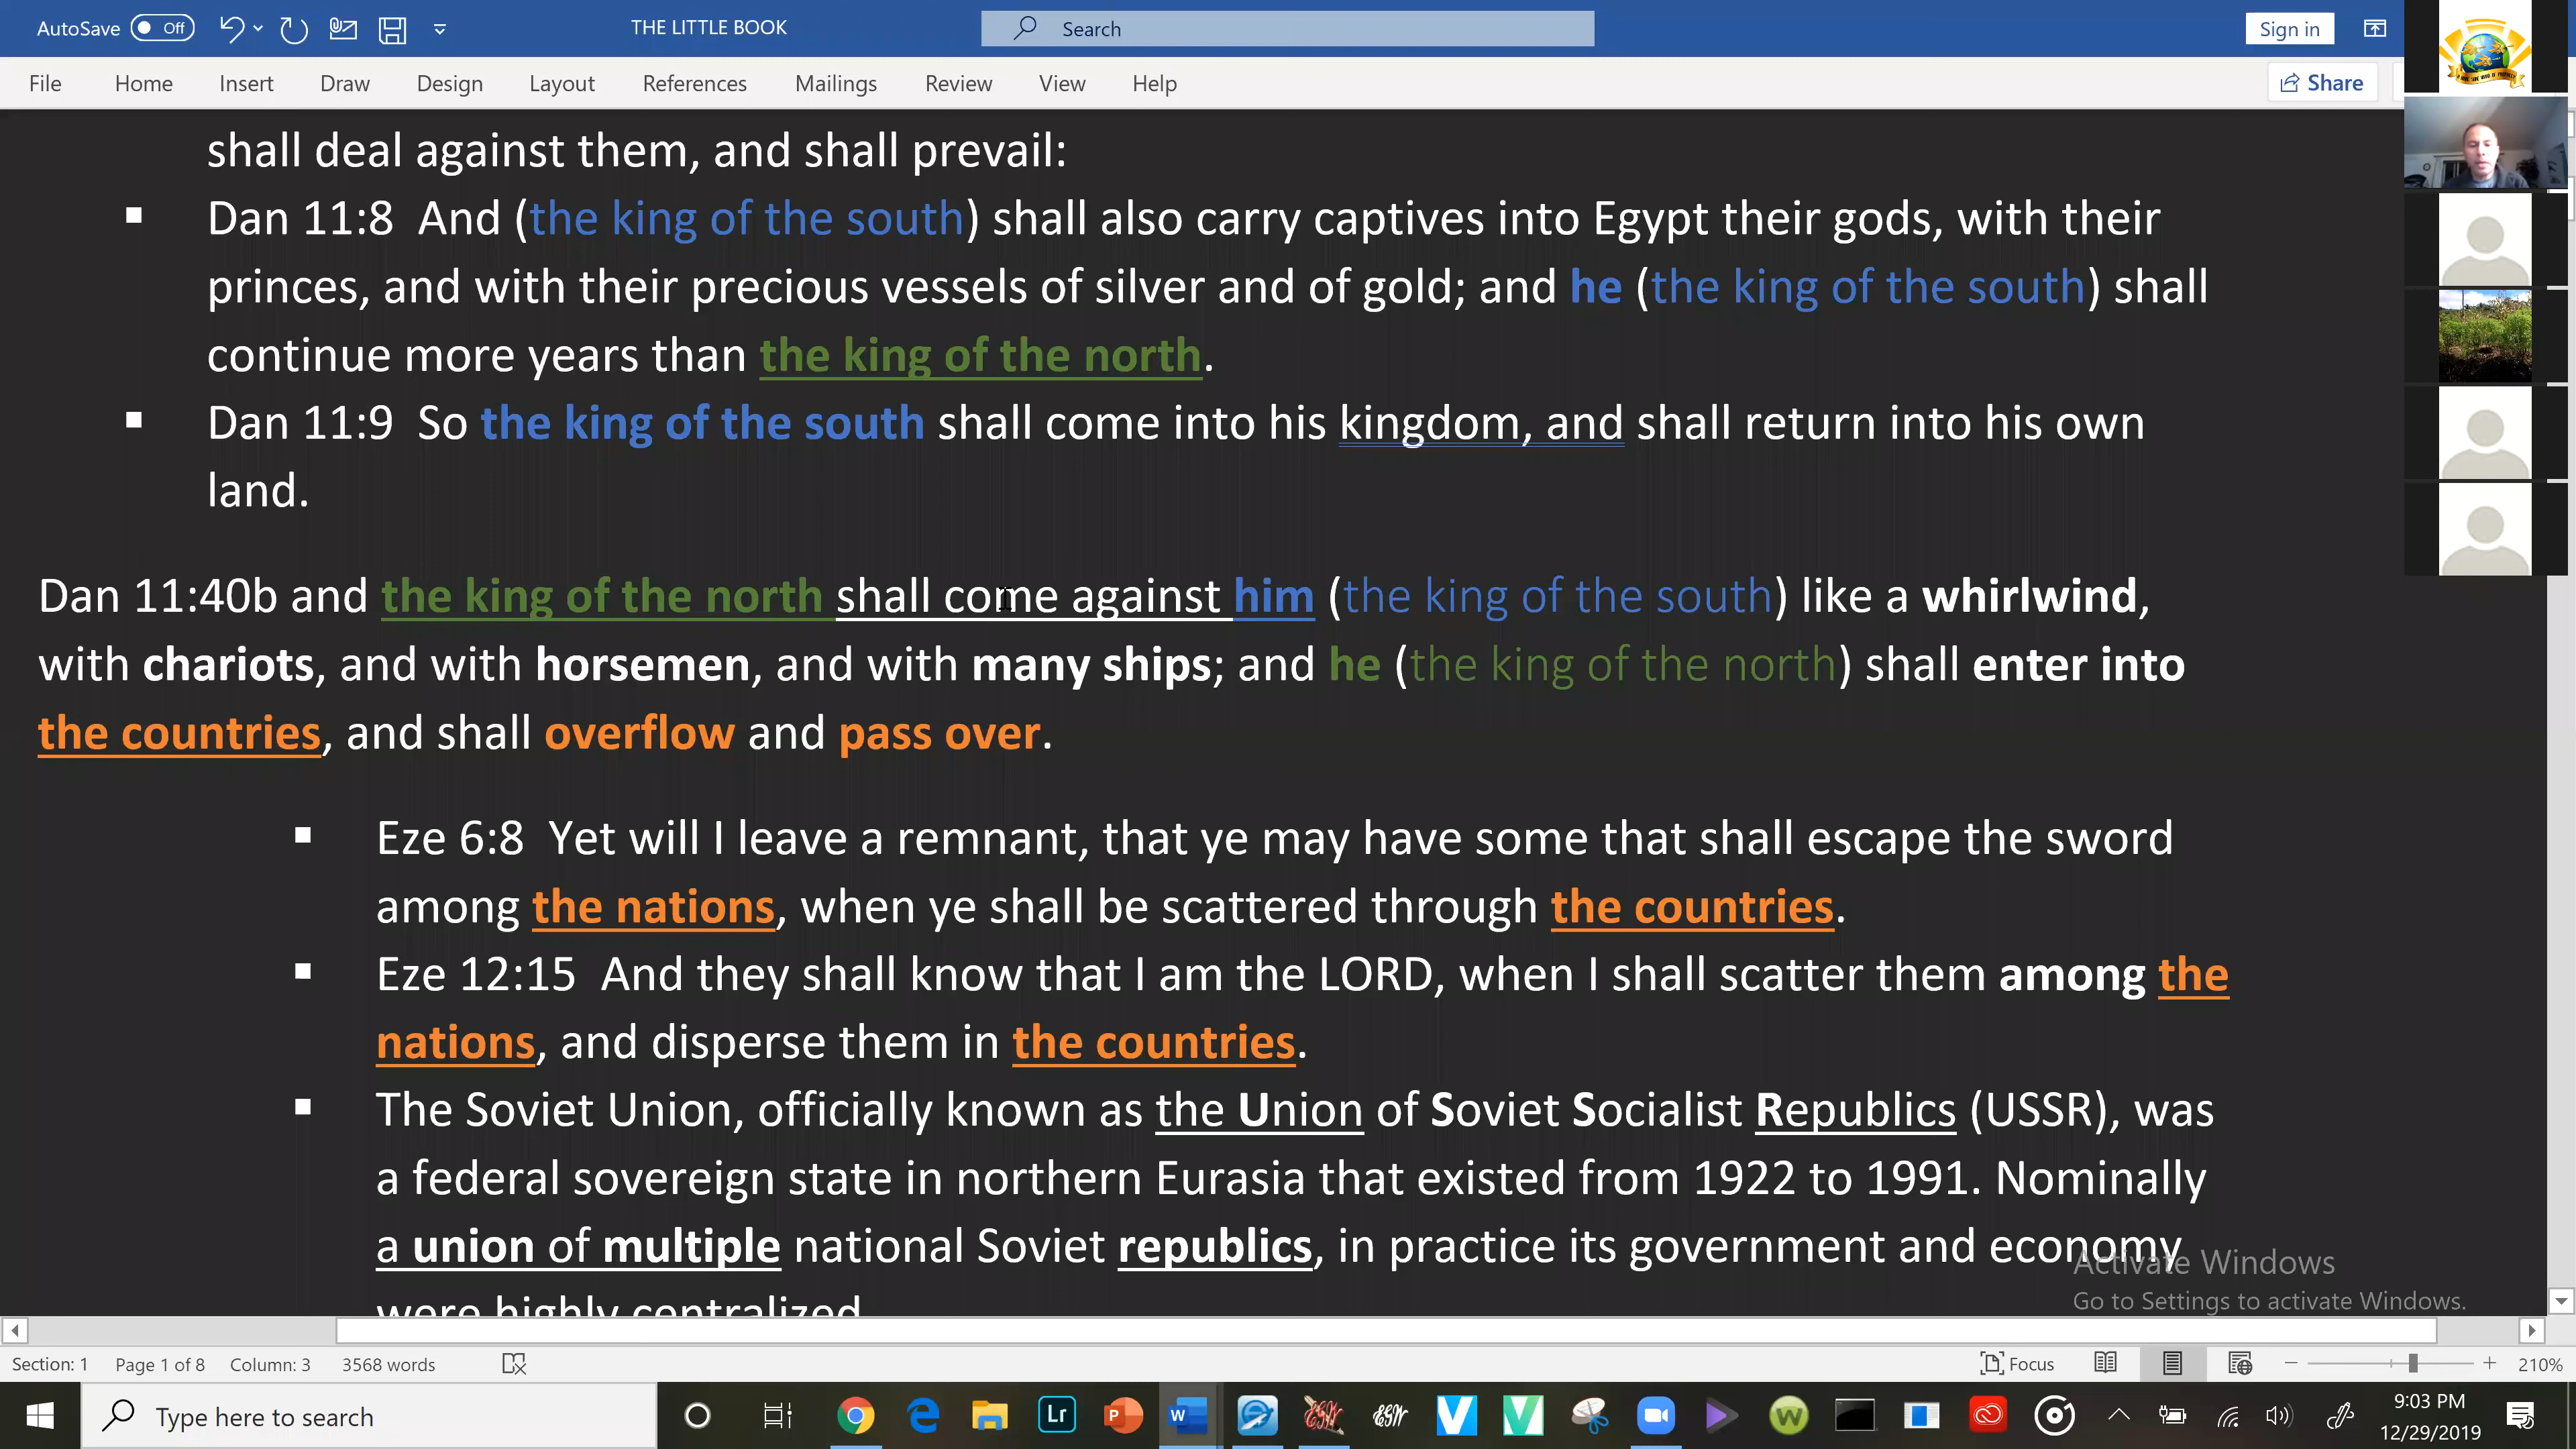 AutoSave Off THE LITTLE BOOK Search Sign in
File Home Insert Draw Design Layout References Mailings Review View Help Share
shall deal against them, and shall prevail:
▪ Dan 11:8 And (the king of the south) shall also carry captives into Egypt their gods, with their
princes, and with their precious vessels of silver and of gold; and he (the king of the south) shall
continue more years than the king of the north.
▪ Dan 11:9 So the king of the south shall come into his kingdom, and shall return into his own
land.
Dan 11:40b and the king of the north shall come against him (the king of the south) like a whirlwind,
with chariots, and with horsemen, and with many ships; and he (the king of the north) shall enter into
the countries, and shall overflow and pass over.
▪ Eze 6:8 Yet will I leave a remnant, that ye may have some that shall escape the sword
among the nations, when ye shall be scattered through the countries.
▪ Eze 12:15 And they shall know that I am the LORD, when I shall scatter them among the
nations, and disperse them in the countries.
▪ The Soviet Union, officially known as the Union of Soviet Socialist Republics (USSR), was
a federal sovereign state in northern Eurasia that existed from 1922 to 1991. Nominally
a union of multiple national Soviet republics, in practice its government and economy
were highly centralized
Activate Windows
Go to Settings to activate Windows.
Section: 1 Page 1 of 8 Column: 3 3568 words Focus 210%
Type here to search Lr P W EGW EGW V V W 9:03 PM
12/29/2019